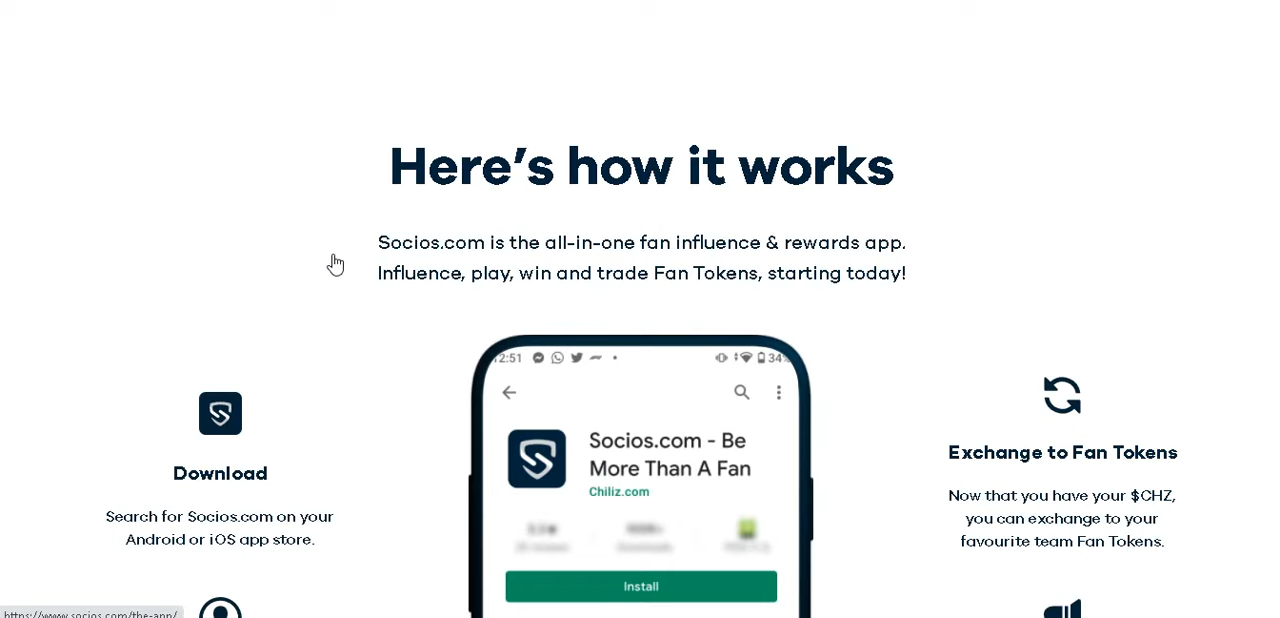 Here's how it works
Socios.com is the all-in-one fan influence & rewards app.
Influence, play, win and trade Fan Tokens, starting today!
12:51
34%
Socios.com - Be
More Than A Fan
Chiliz.com
Install
Download
Search for Socios.com on your
Android or iOS app store.
Exchange to Fan Tokens
Now that you have your $CHZ,
you can exchange to your
favourite team Fan Tokens.
https://www.socios.com/the-app/